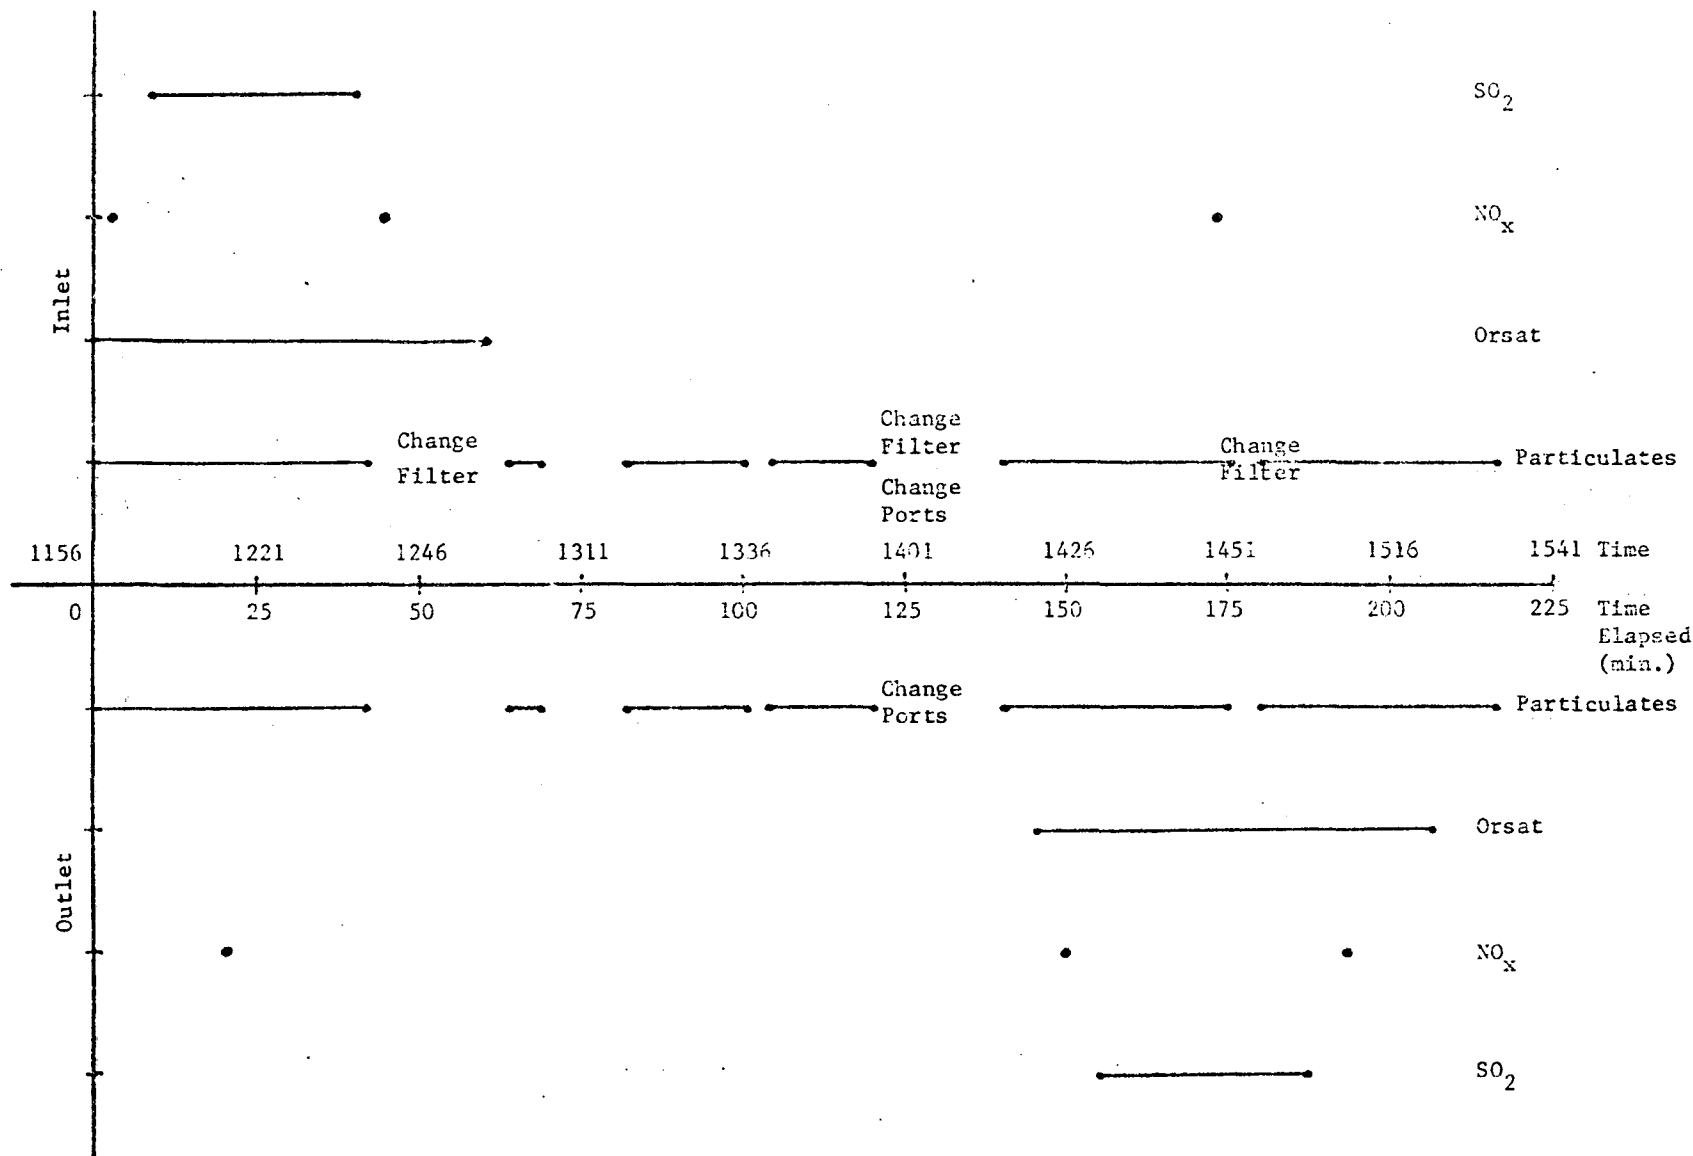 SO2
NOx
Inlet
Orsat
Change
Filter
Change
Filter
Change
Ports
Change
Filter
Particulates
1156 1221 1246 1311 1336 1401 1426 1451 1516 1541 Time
0 25 50 75 100 125 150 175 200 225 Time
Elapsed
(min.)
Change
Ports
Particulates
Orsat
Outlet
NOx
SO2